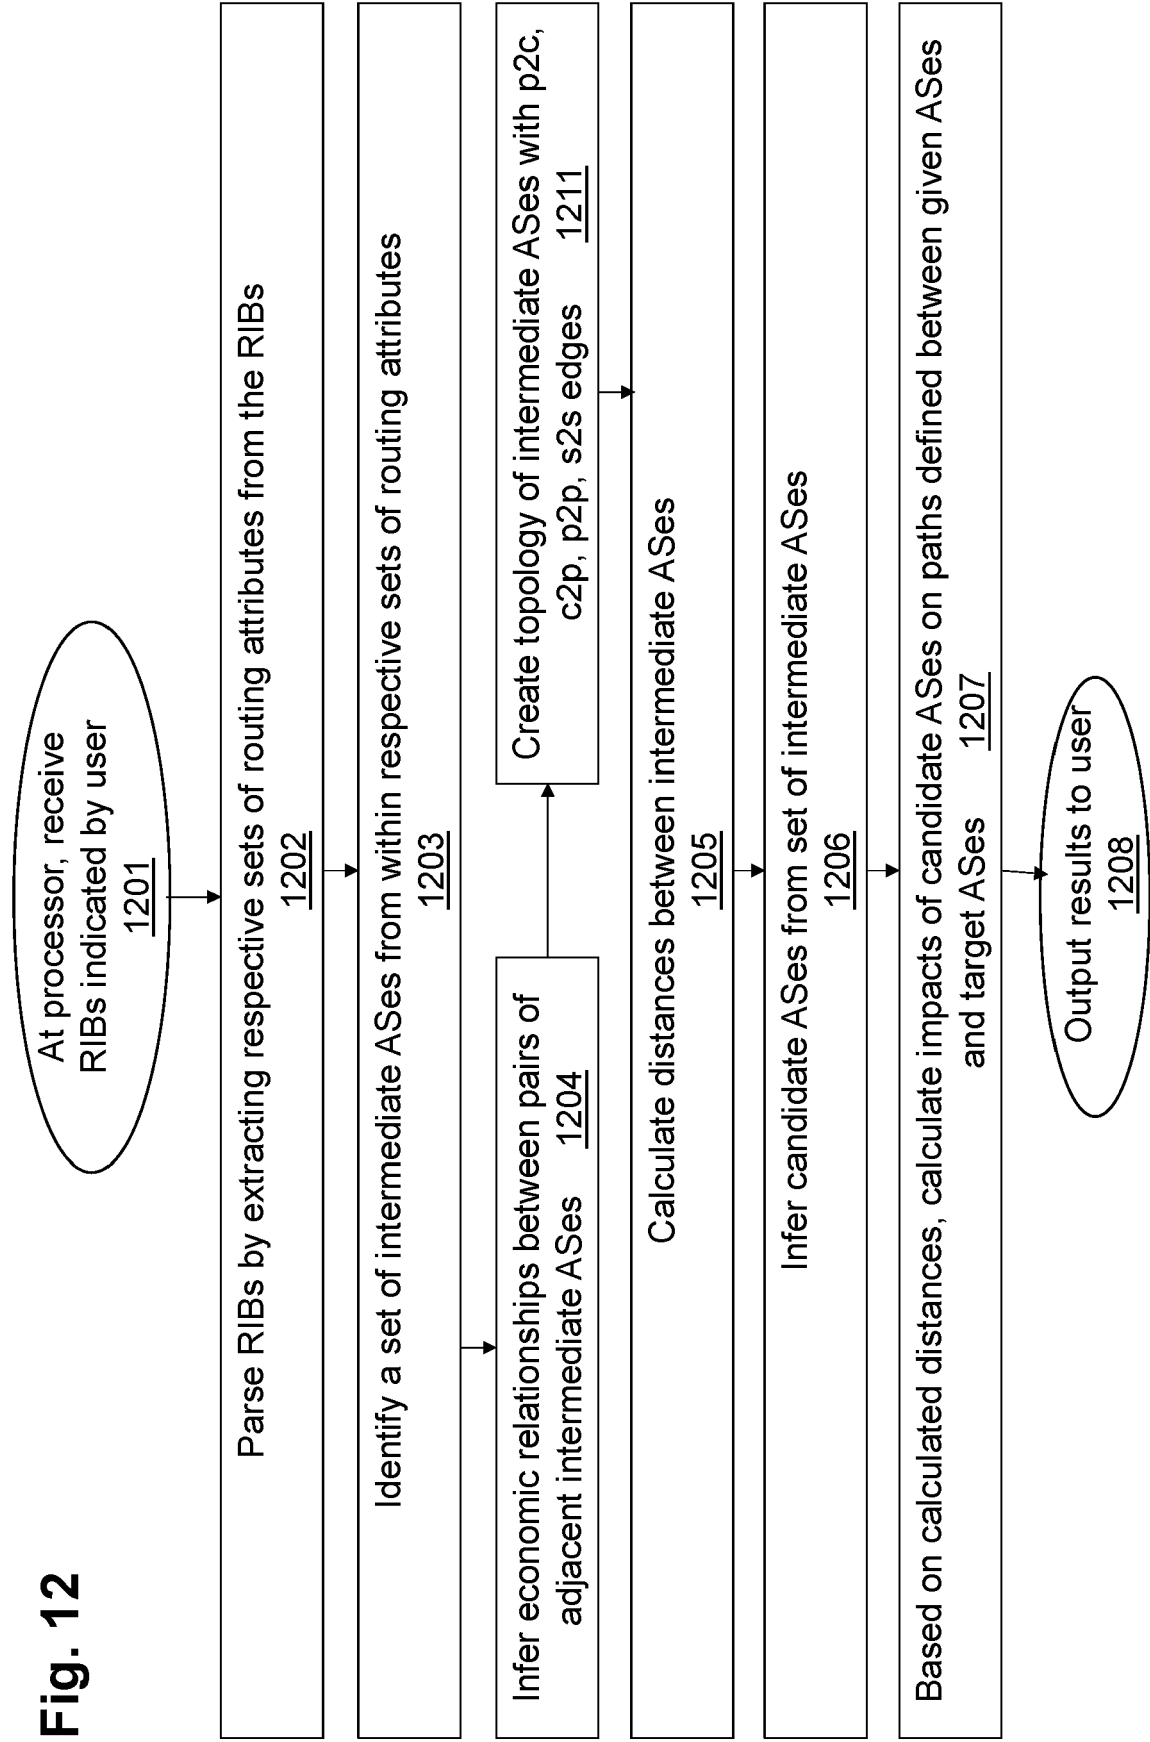 Fig. 12
At processor, receive
RIBs indicated by user
1201
Parse RIBs by extracting respective sets of routing attributes from the RIBs
1202
Identify a set of intermediate ASes from within respective sets of routing attributes
1203
Infer economic relationships between pairs of
adjacent intermediate ASes 1204
Create topology of intermediate ASes with p2c,
c2p, p2p, s2s edges 1211
Calculate distances between intermediate ASes
1205
Infer candidate ASes from set of intermediate ASes
1206
Based on calculated distances, calculate impacts of candidate ASes on paths defined between given ASes
and target ASes 1207
Output results to user
1208